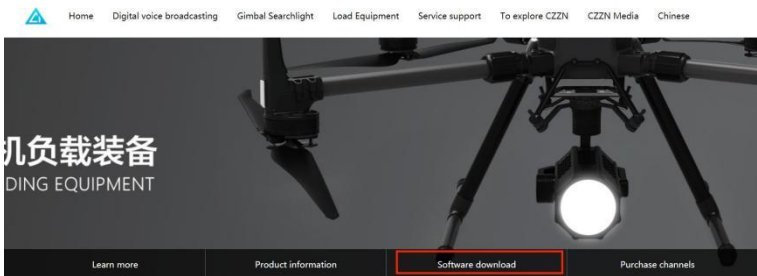 Home Digital voice broadcasting Gimbal Searchlight Load Equipment Service support To explore CZZN CZZN Media Chinese
机负载装备
DING EQUIPMENT
Learn more Product information Software download Purchase channels